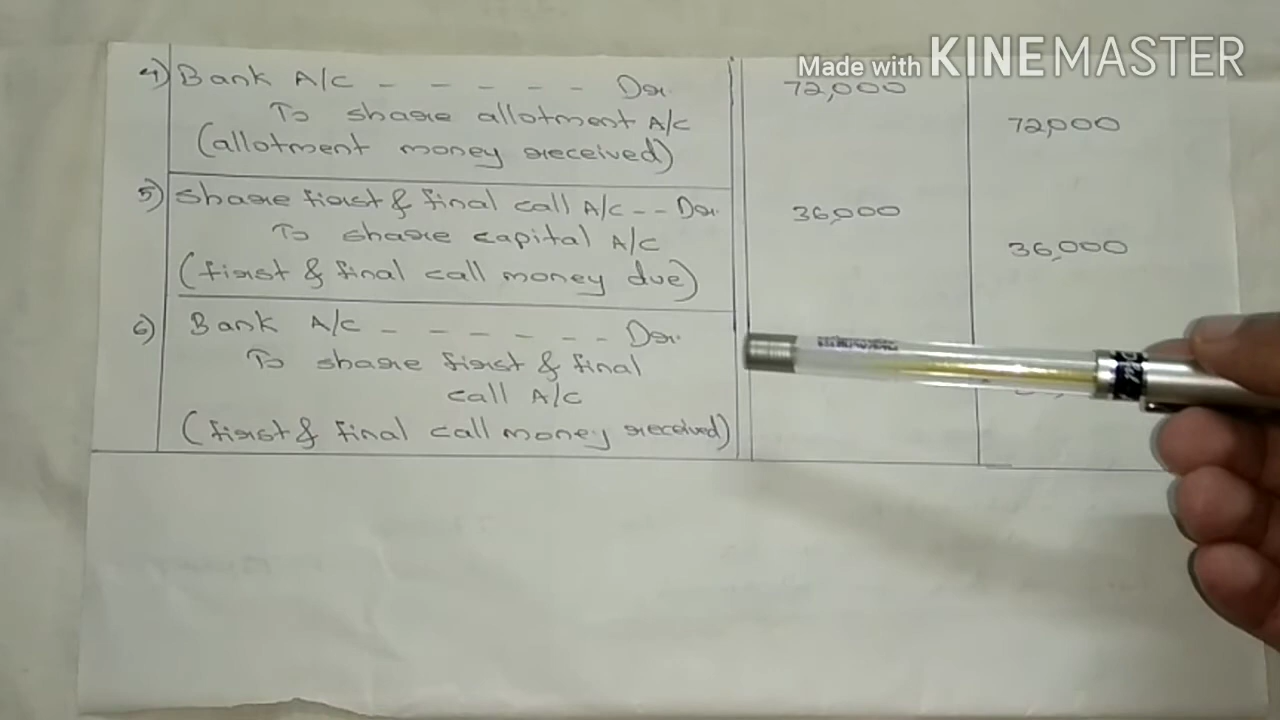 Made with KINEMASTER
4) Bank A/c - - - - - Dr. 72,000
To share allotment A/c 72,000
(allotment money received)
5) Share first & final call A/c - - Dr. 36,000
To share capital A/c 36,000
(first & final call money due)
6) Bank A/c - - - - - - Dr.
To share first & final
call A/c
(first & final call money received)